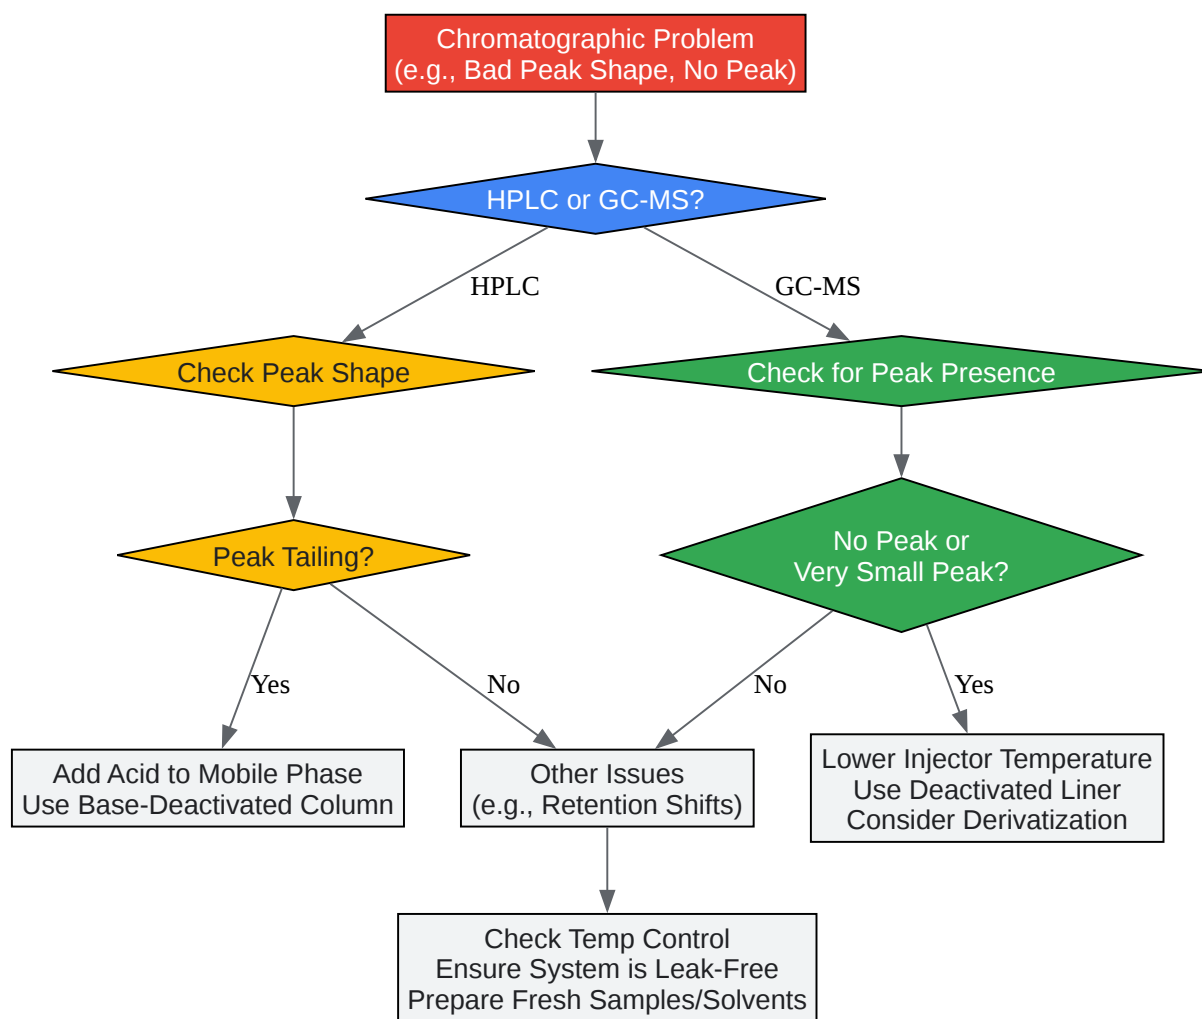 Chromatographic Problem
(e.g., Bad Peak Shape, No Peak)
HPLC or GC-MS?
HPLC
GC-MS
Check Peak Shape
Check for Peak Presence
Peak Tailing?
No Peak or
Very Small Peak?
Yes
No
No
Yes
Add Acid to Mobile Phase
Use Base-Deactivated Column
Other Issues
(e.g., Retention Shifts)
Lower Injector Temperature
Use Deactivated Liner
Consider Derivatization
Check Temp Control
Ensure System is Leak-Free
Prepare Fresh Samples/Solvents